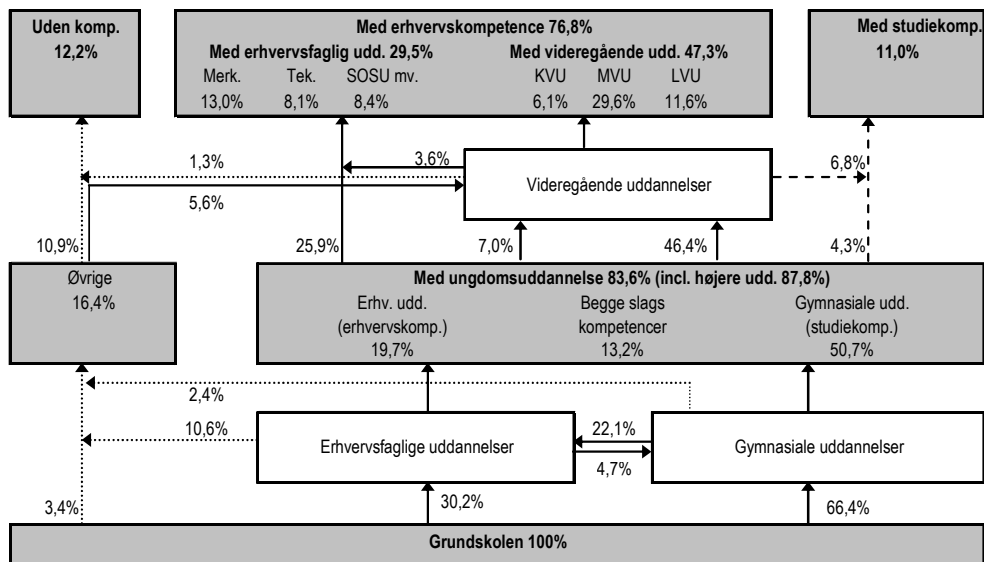 Uden komp.
12,2%
Med erhvervskompetence 76,8%
Med erhvervsfaglig udd. 29,5%
Med videregående udd. 47,3%
Merk.
Tek.
SOSU mv.
KVU
MVU
LVU
13,0%
8,1%
8,4%
6,1%
29,6%
11,6%
Med studiekomp.
11,0%
1,3%
3,6%
6,8%
Videregående uddannelser
5,6%
10,9%
25,9%
7,0%
46,4%
4,3%
Øvrige
16,4%
Med ungdomsuddannelse 83,6% (incl. højere udd. 87,8%)
Erhv. udd.
(erhvervskomp.)
19,7%
Begge slags
kompetencer
13,2%
Gymnasiale udd.
(studiekomp.)
50,7%
2,4%
10,6%
Erhvervsfaglige uddannelser
22,1%
4,7%
Gymnasiale uddannelser
3,4%
30,2%
66,4%
Grundskolen 100%